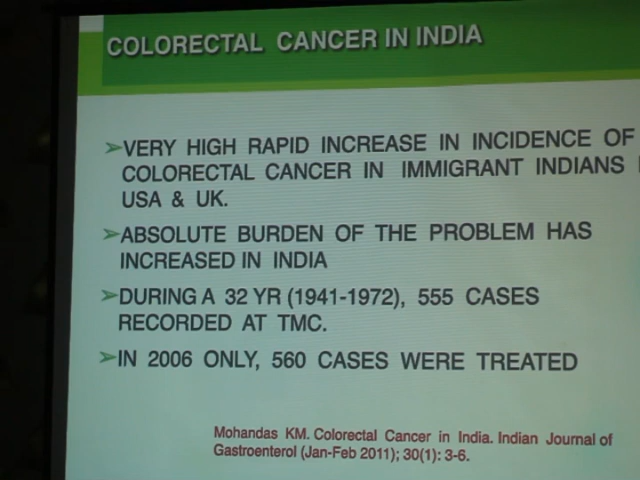 COLORECTAL CANCER IN INDIA
➢VERY HIGH RAPID INCREASE IN INCIDENCE OF
COLORECTAL CANCER IN IMMIGRANT INDIANS
USA & UK.
➢ABSOLUTE BURDEN OF THE PROBLEM HAS
INCREASED IN INDIA
➢DURING A 32 YR (1941-1972), 555 CASES
RECORDED AT TMC.
➢IN 2006 ONLY, 560 CASES WERE TREATED
Mohandas KM. Colorectal Cancer in India. Indian Journal of
Gastroenterol (Jan-Feb 2011); 30(1): 3-6.